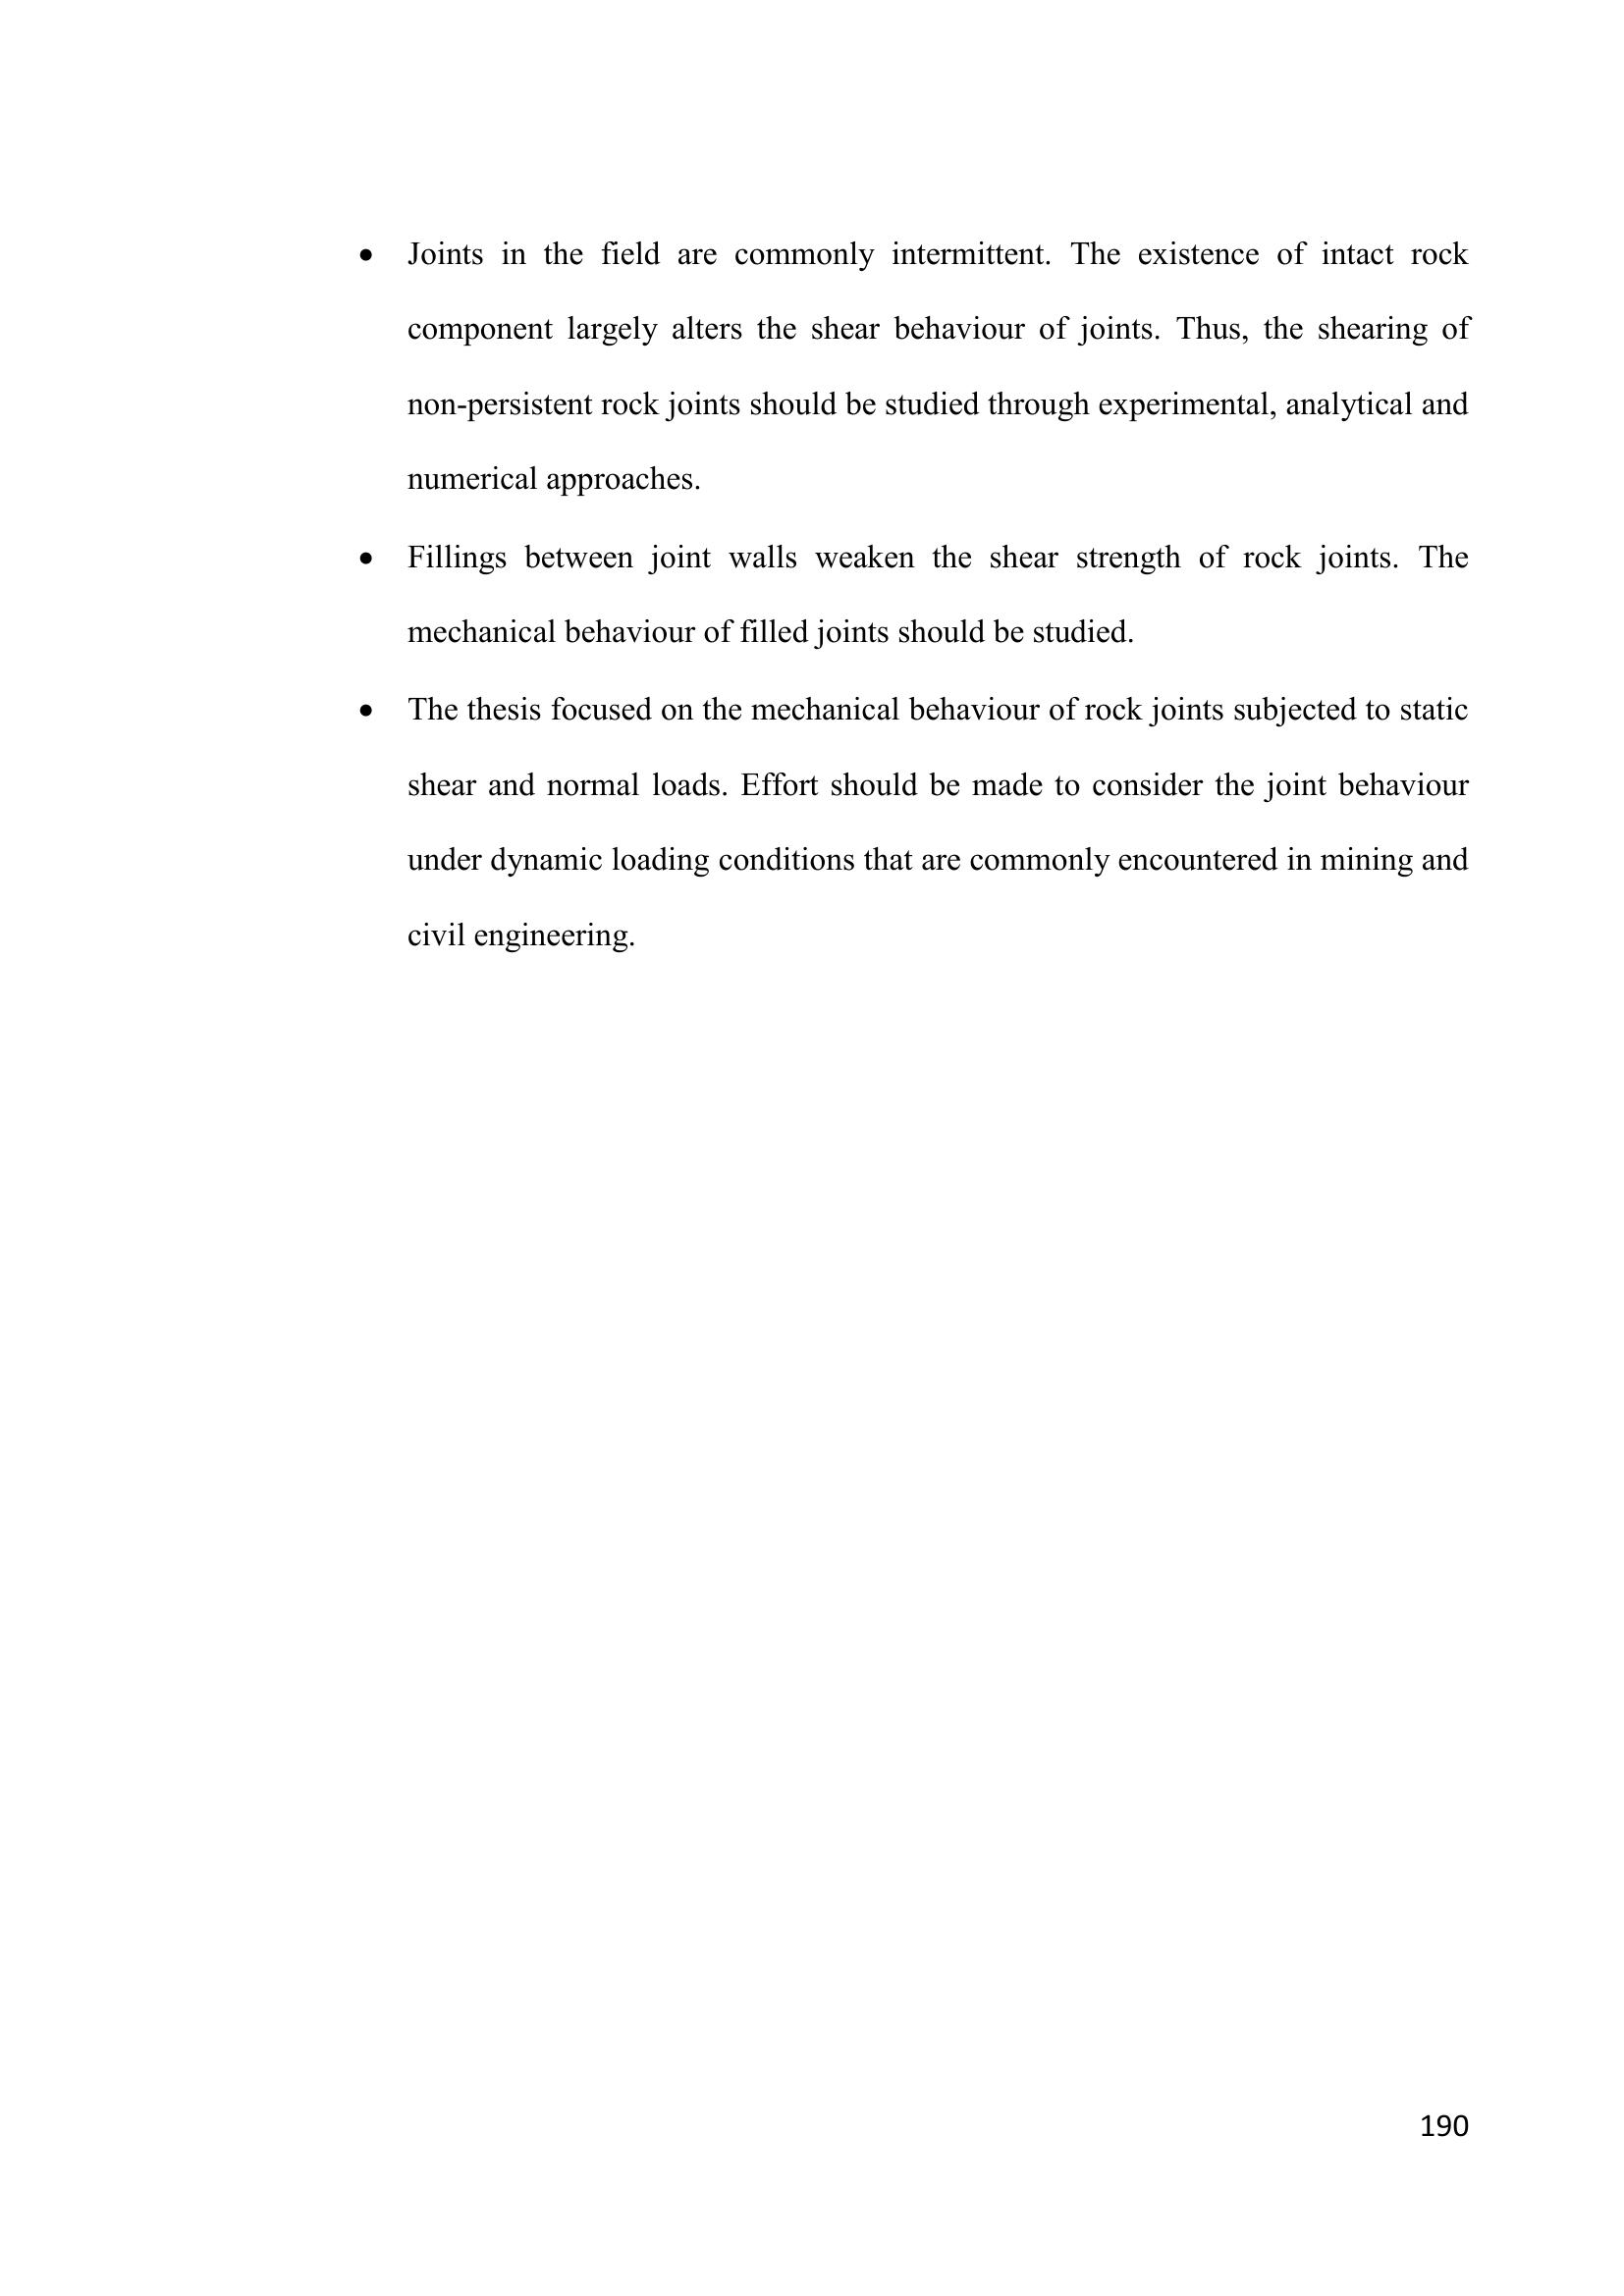 • Joints in the field are commonly intermittent. The existence of intact rock
component largely alters the shear behaviour of joints. Thus, the shearing of
non-persistent rock joints should be studied through experimental, analytical and
numerical approaches.
• Fillings between joint walls weaken the shear strength of rock joints. The
mechanical behaviour of filled joints should be studied.
• The thesis focused on the mechanical behaviour of rock joints subjected to static
shear and normal loads. Effort should be made to consider the joint behaviour
under dynamic loading conditions that are commonly encountered in mining and
civil engineering.
190